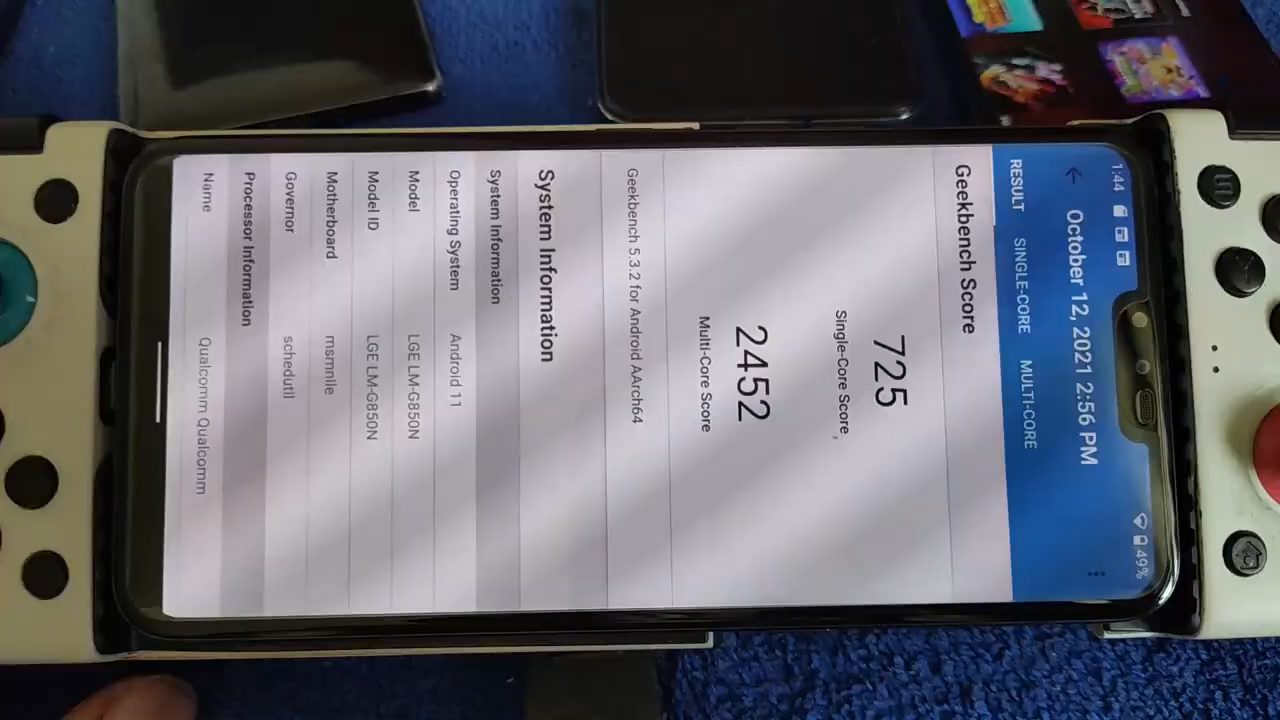 1:44
49%
October 12, 2021 2:56 PM
RESULT SINGLE-CORE MULTI-CORE
Geekbench Score
725
Single-Core Score
2452
Multi-Core Score
Geekbench 5.3.2 for Android AArch64
System Information
System Information
Operating System Android 11
Model LGE LM-G850N
Model ID LGE LM-G850N
Motherboard msmnile
Governor schedutil
Processor Information
Name Qualcomm Qualcomm